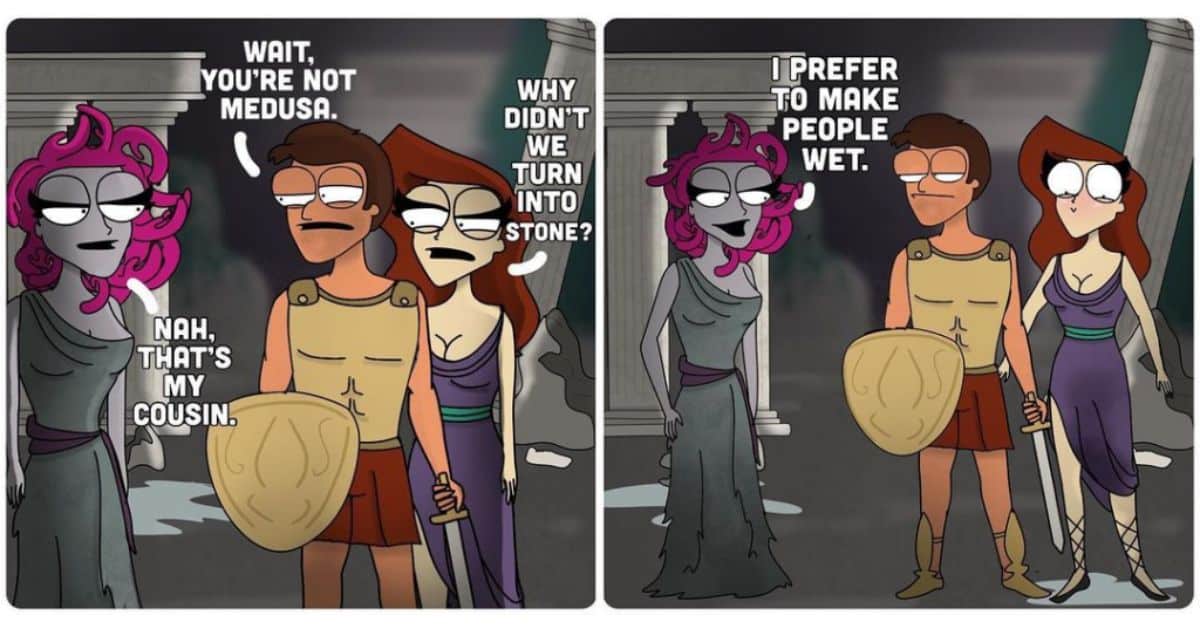 WAIT,
YOU'RE NOT
MEDUSA.
NAH,
THAT'S
MY
COUSIN.
WHY
DIDN'T
WE
TURN
INTO
STONE?
I PREFER
TO MAKE
PEOPLE
WET.